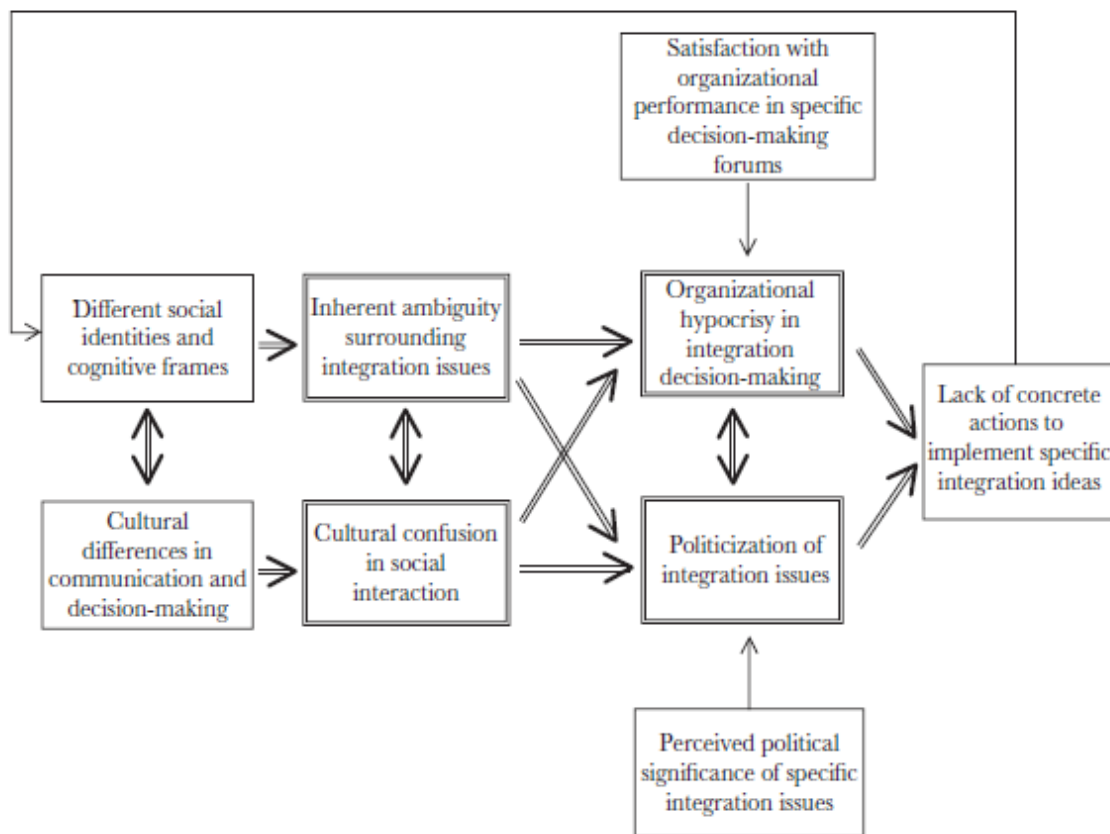 Satisfaction with
organizational
performance in specific
decision-making
forums
Different social
identities and
cognitive frames
Inherent ambiguity
surrounding
integration issues
Organizational
hypocrisy in
integration
decision-making
Lack of concrete
actions to
implement specific
integration ideas
Cultural
differences in
communication and
decision-making
Cultural confusion
in social
interaction
Politicization of
integration issues
Perceived political
significance of specific
integration issues